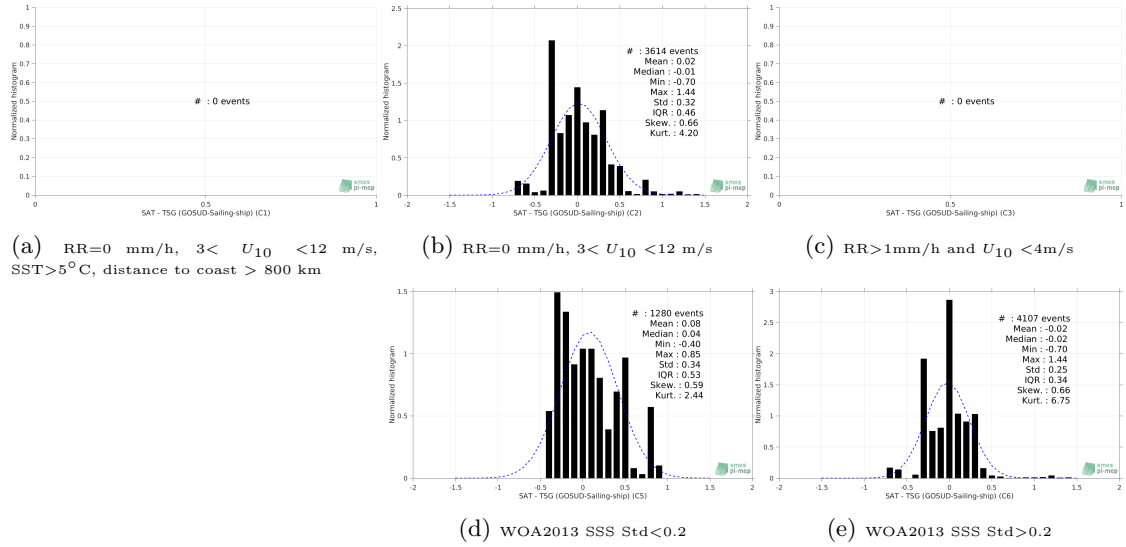 1
0.9
0.8
0.7
0.6
0.5
0.4
0.3
0.2
0.1
0
Normalized histogram
# : 0 events
0 0.5 1
SAT - TSG (GOSUD-Sailing-ship) (C1)
smos
pi-mep
(a) RR=0 mm/h, 3< U10 <12 m/s,
SST>5°C, distance to coast > 800 km
2.5
2
1.5
1
0.5
0
Normalized histogram
# : 3614 events
Mean : 0.02
Median : -0.01
Min : -0.70
Max : 1.44
Std : 0.32
IQR : 0.46
Skew. : 0.66
Kurt. : 4.20
-2 -1.5 -1 -0.5 0 0.5 1 1.5 2
SAT - TSG (GOSUD-Sailing-ship) (C2)
smos
pi-mep
(b) RR=0 mm/h, 3< U10 <12 m/s
1
0.9
0.8
0.7
0.6
0.5
0.4
0.3
0.2
0.1
0
Normalized histogram
# : 0 events
0 0.5 1
SAT - TSG (GOSUD-Sailing-ship) (C3)
smos
pi-mep
(c) RR>1mm/h and U10 <4m/s
1.5
1
0.5
0
Normalized histogram
# : 1280 events
Mean : 0.08
Median : 0.04
Min : -0.40
Max : 0.85
Std : 0.34
IQR : 0.53
Skew. : 0.59
Kurt. : 2.44
-2 -1.5 -1 -0.5 0 0.5 1 1.5 2
SAT - TSG (GOSUD-Sailing-ship) (C5)
smos
pi-mep
(d) WOA2013 SSS Std<0.2
3
2.5
2
1.5
1
0.5
0
Normalized histogram
# : 4107 events
Mean : -0.02
Median : -0.02
Min : -0.70
Max : 1.44
Std : 0.25
IQR : 0.34
Skew. : 0.66
Kurt. : 6.75
-2 -1.5 -1 -0.5 0 0.5 1 1.5 2
SAT - TSG (GOSUD-Sailing-ship) (C6)
smos
pi-mep
(e) WOA2013 SSS Std>0.2